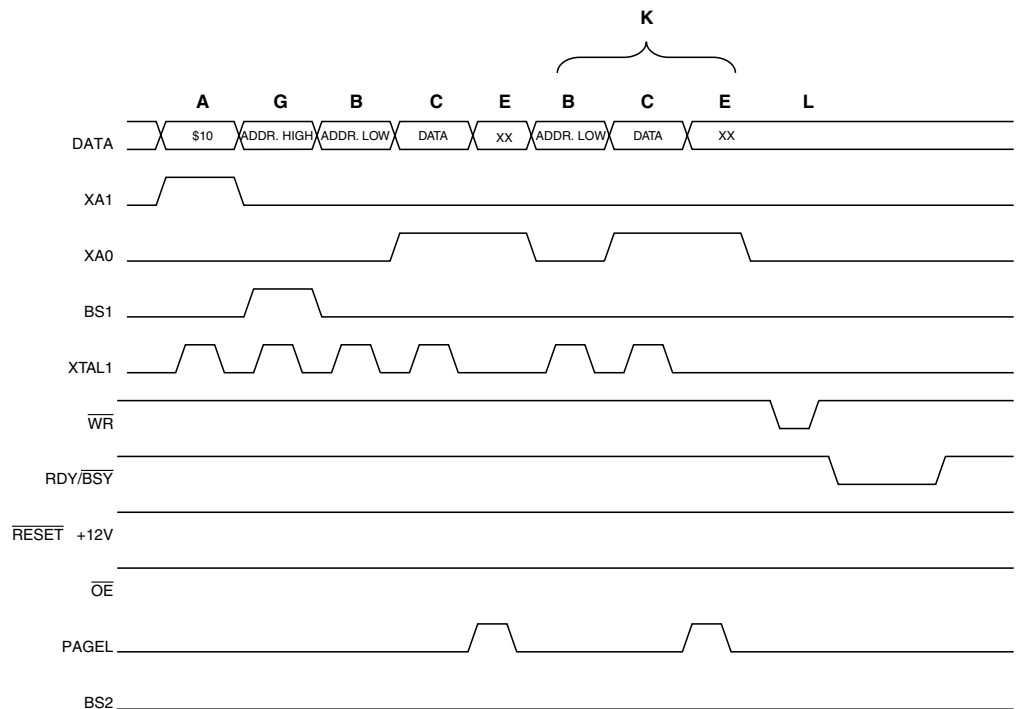 K
A G B C E B C E L
DATA $10 ADDR. HIGH ADDR. LOW DATA XX ADDR. LOW DATA XX
XA1
XA0
BS1
XTAL1
WR
RDY/BSY
RESET +12V
OE
PAGEL
BS2